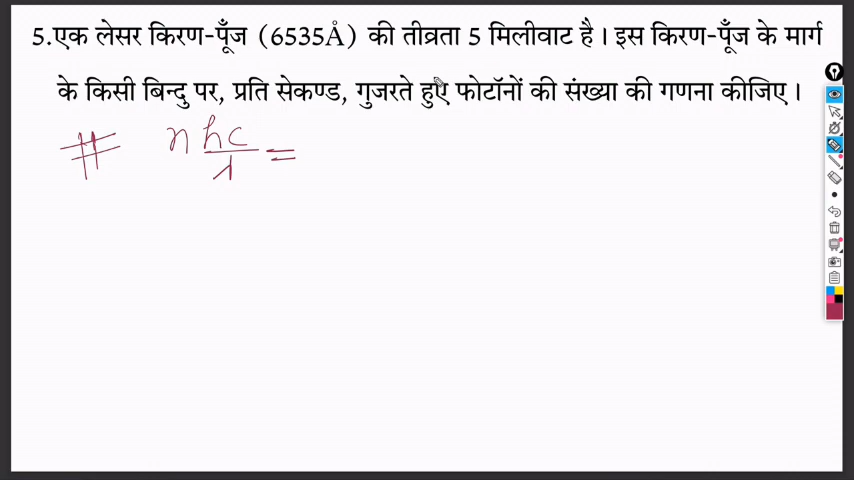 5.एक लेसर किरण-पूँज (6535Å) की तीव्रता 5 मिलीवाट है। इस किरण-पूँज के मार्ग
के किसी बिन्दु पर, प्रति सेकण्ड, गुजरते हुऐ फोटॉनों की संख्या की गणना कीजिए।
# n hc/λ =